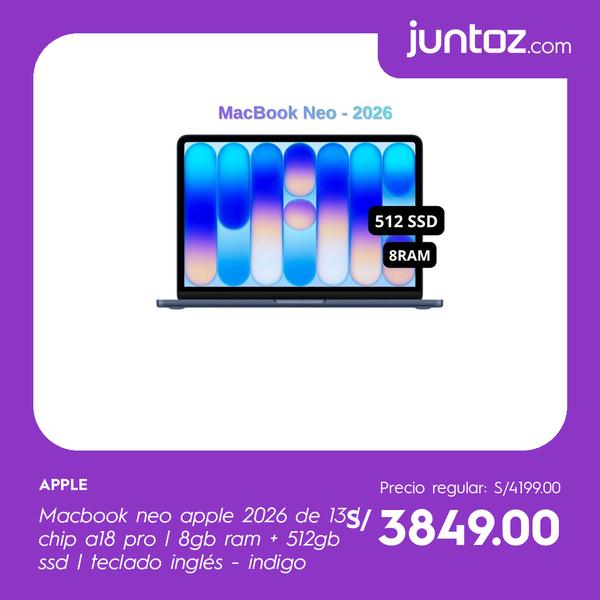 juntoz.com
MacBook Neo - 2026
512 SSD
8RAM
APPLE
Macbook neo apple 2026 de 13
chip a18 pro | 8gb ram + 512gb
ssd | teclado inglés - indigo
Precio regular: S/4199.00
S/ 3849.00